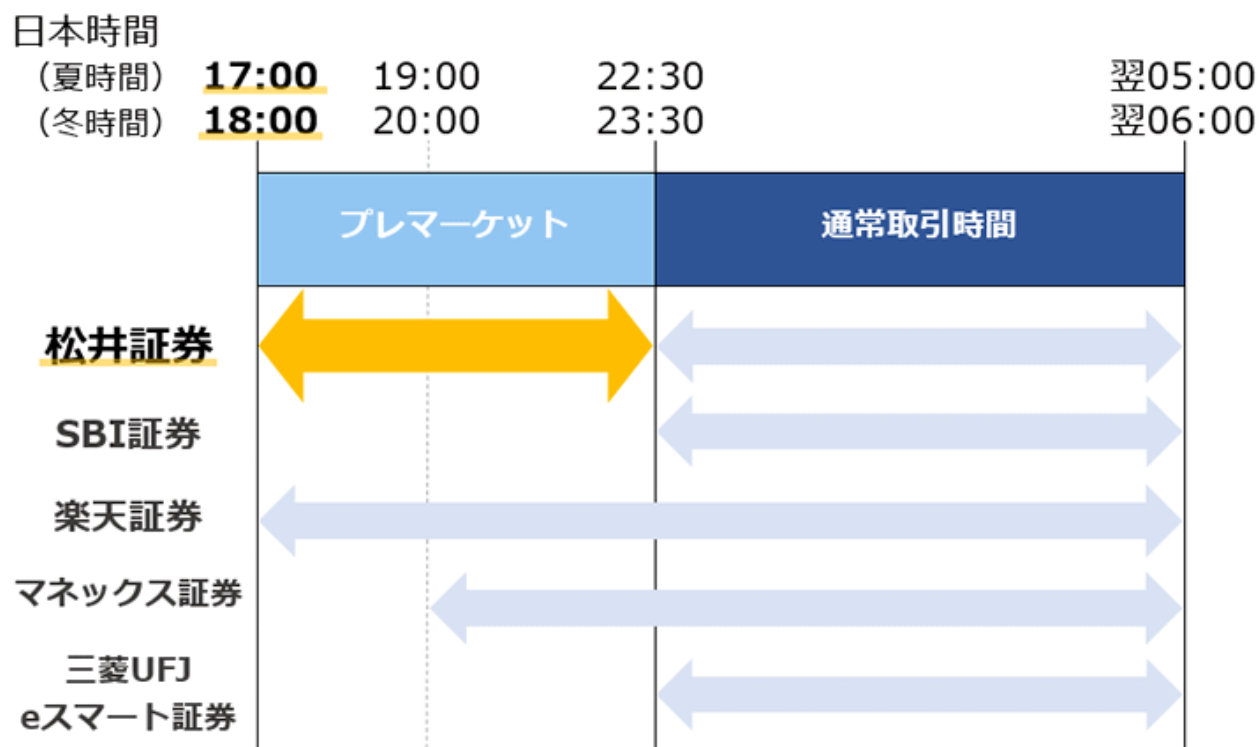 日本時間
（夏時間） 17:00 19:00 22:30 翌05:00
（冬時間） 18:00 20:00 23:30 翌06:00
プレマーケット 通常取引時間
松井証券
SBI証券
楽天証券
マネックス証券
三菱UFJ
eスマート証券